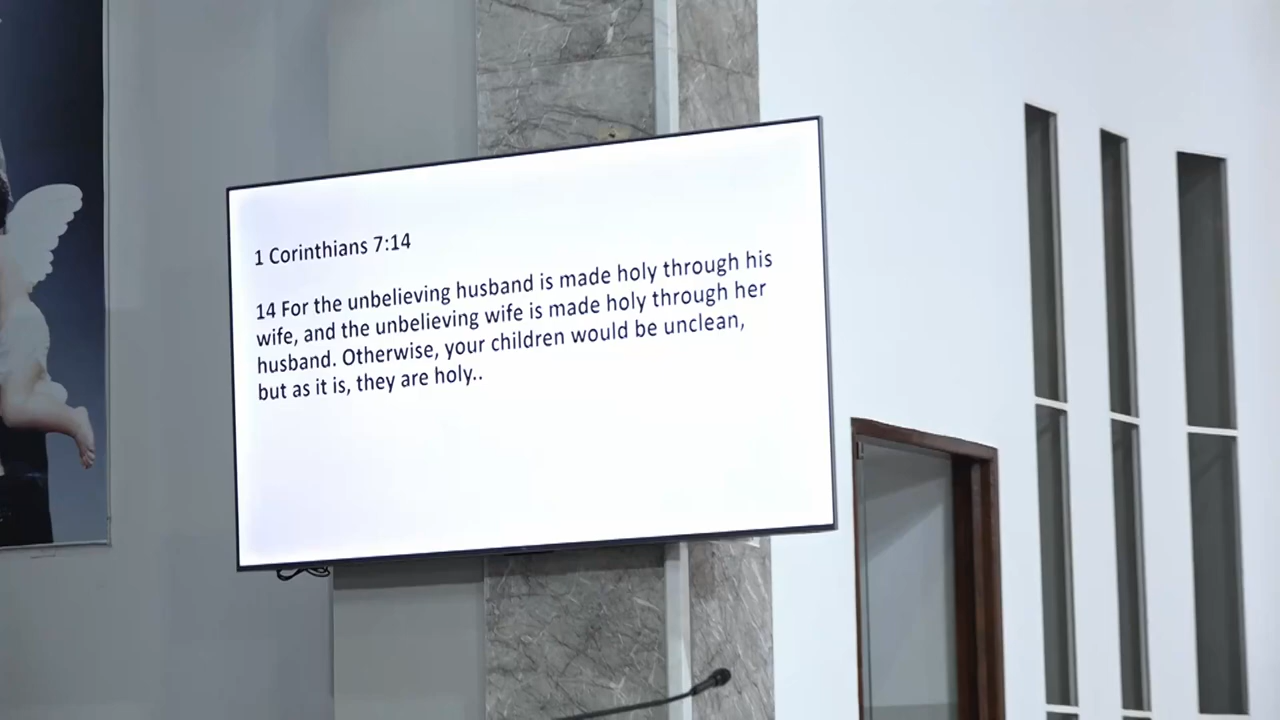 1 Corinthians 7:14
14 For the unbelieving husband is made holy through his
wife, and the unbelieving wife is made holy through her
husband. Otherwise, your children would be unclean,
but as it is, they are holy..